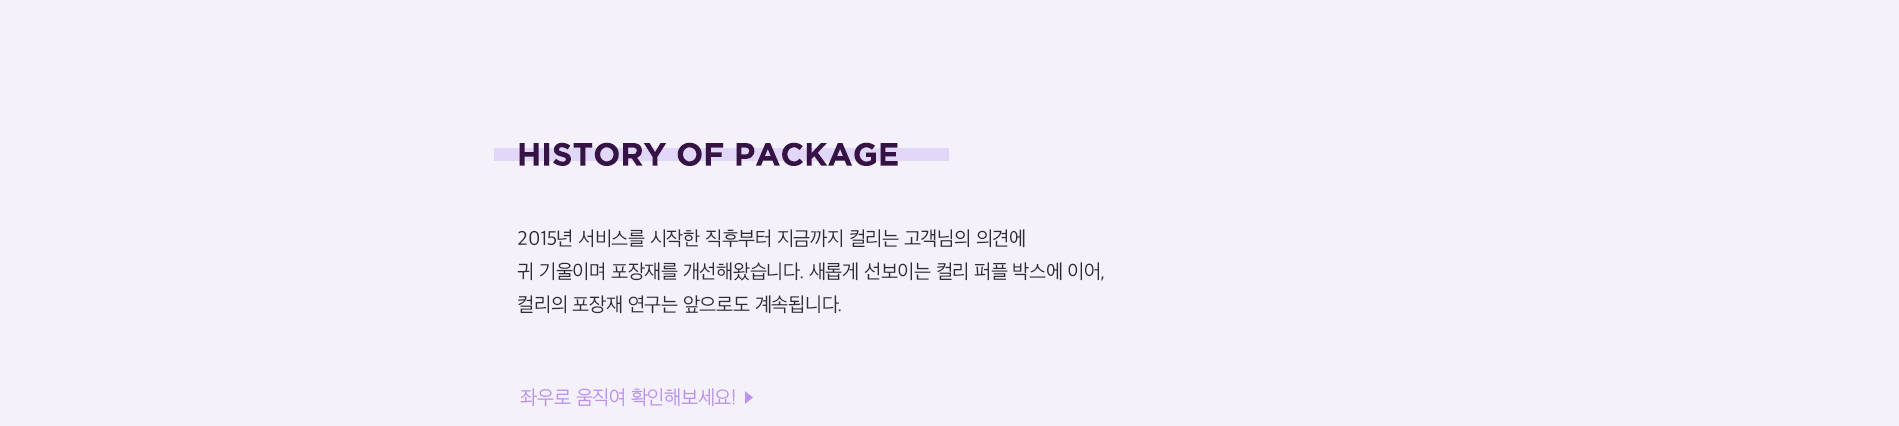 HISTORY OF PACKAGE
2015년 서비스를 시작한 직후부터 지금까지 컬리는 고객님의 의견에
귀 기울이며 포장재를 개선해왔습니다. 새롭게 선보이는 컬리 퍼플 박스에 이어,
컬리의 포장재 연구는 앞으로도 계속됩니다.
좌우로 움직여 확인해보세요!